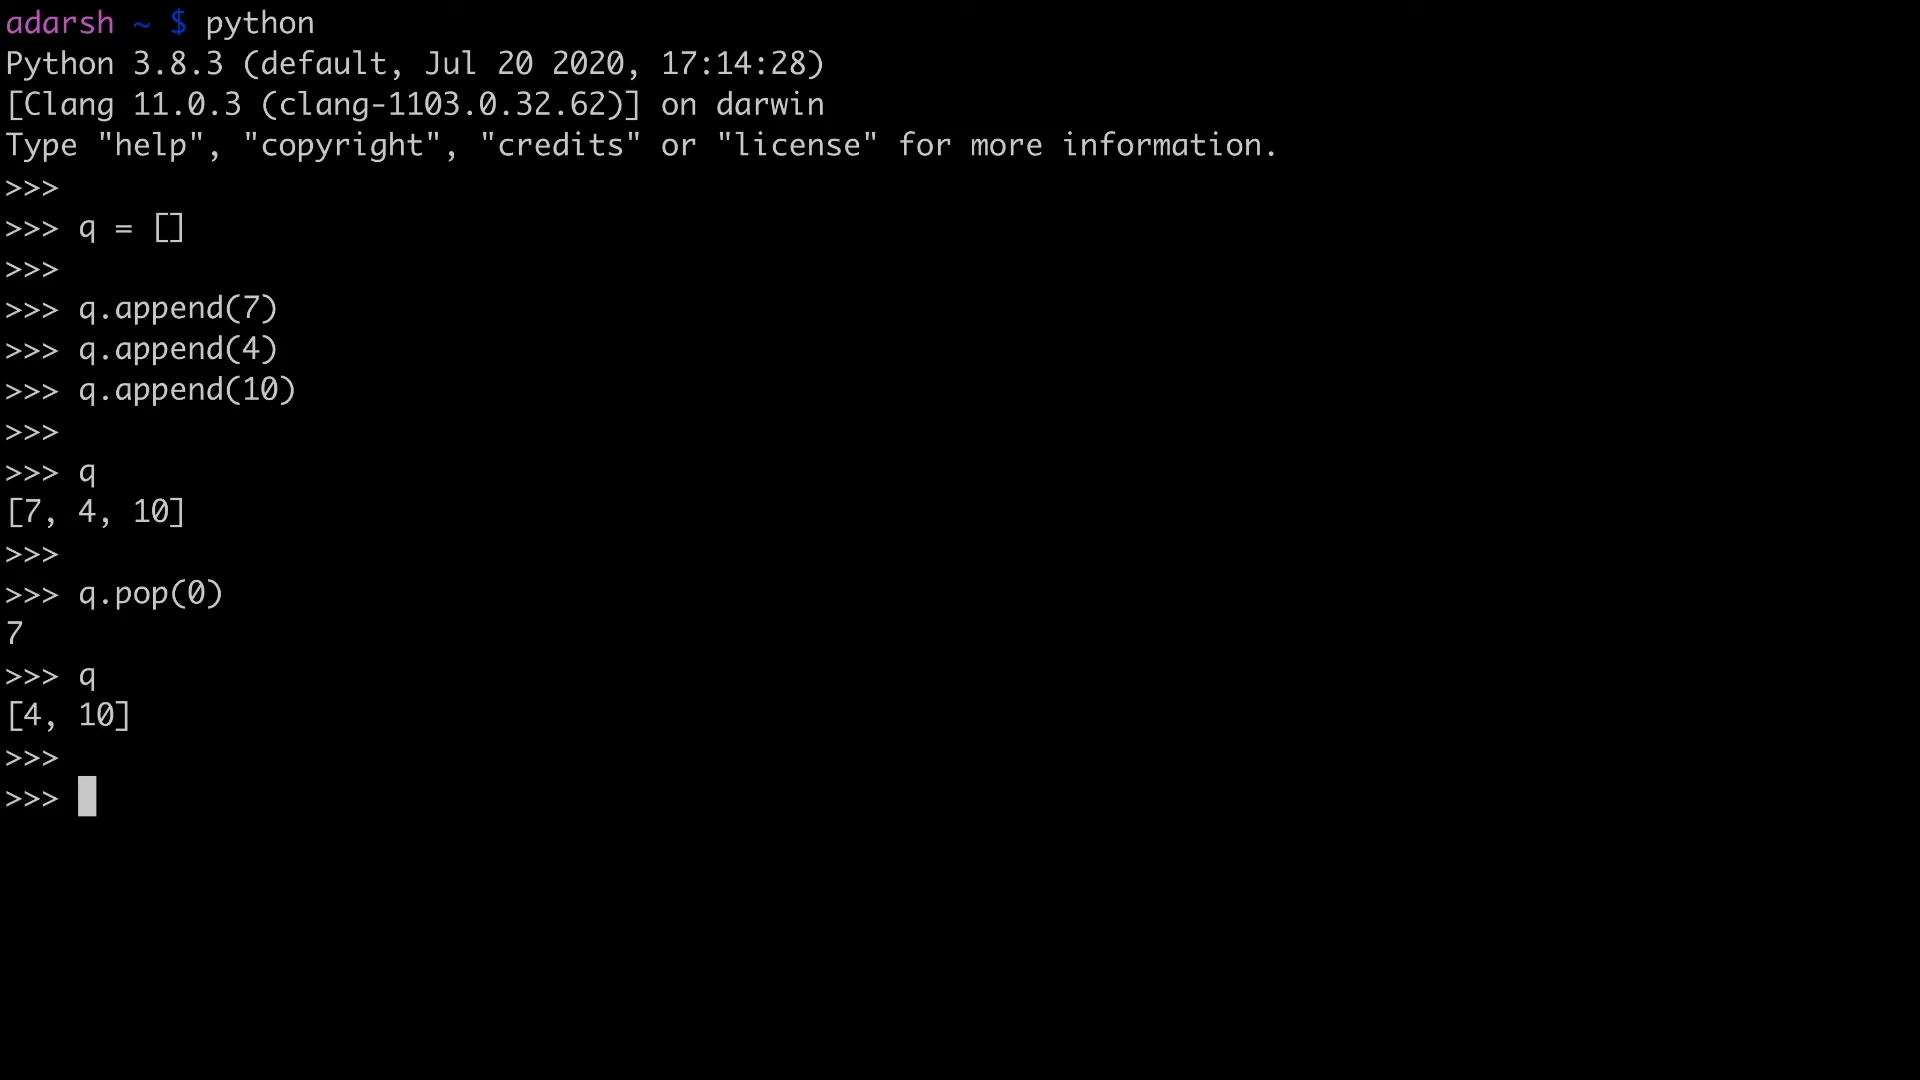 adarsh ~ $ python
Python 3.8.3 (default, Jul 20 2020, 17:14:28)
[Clang 11.0.3 (clang-1103.0.32.62)] on darwin
Type "help", "copyright", "credits" or "license" for more information.
>>>
>>> q = []
>>>
>>> q.append(7)
>>> q.append(4)
>>> q.append(10)
>>>
>>> q
[7, 4, 10]
>>>
>>> q.pop(0)
7
>>> q
[4, 10]
>>>
>>>